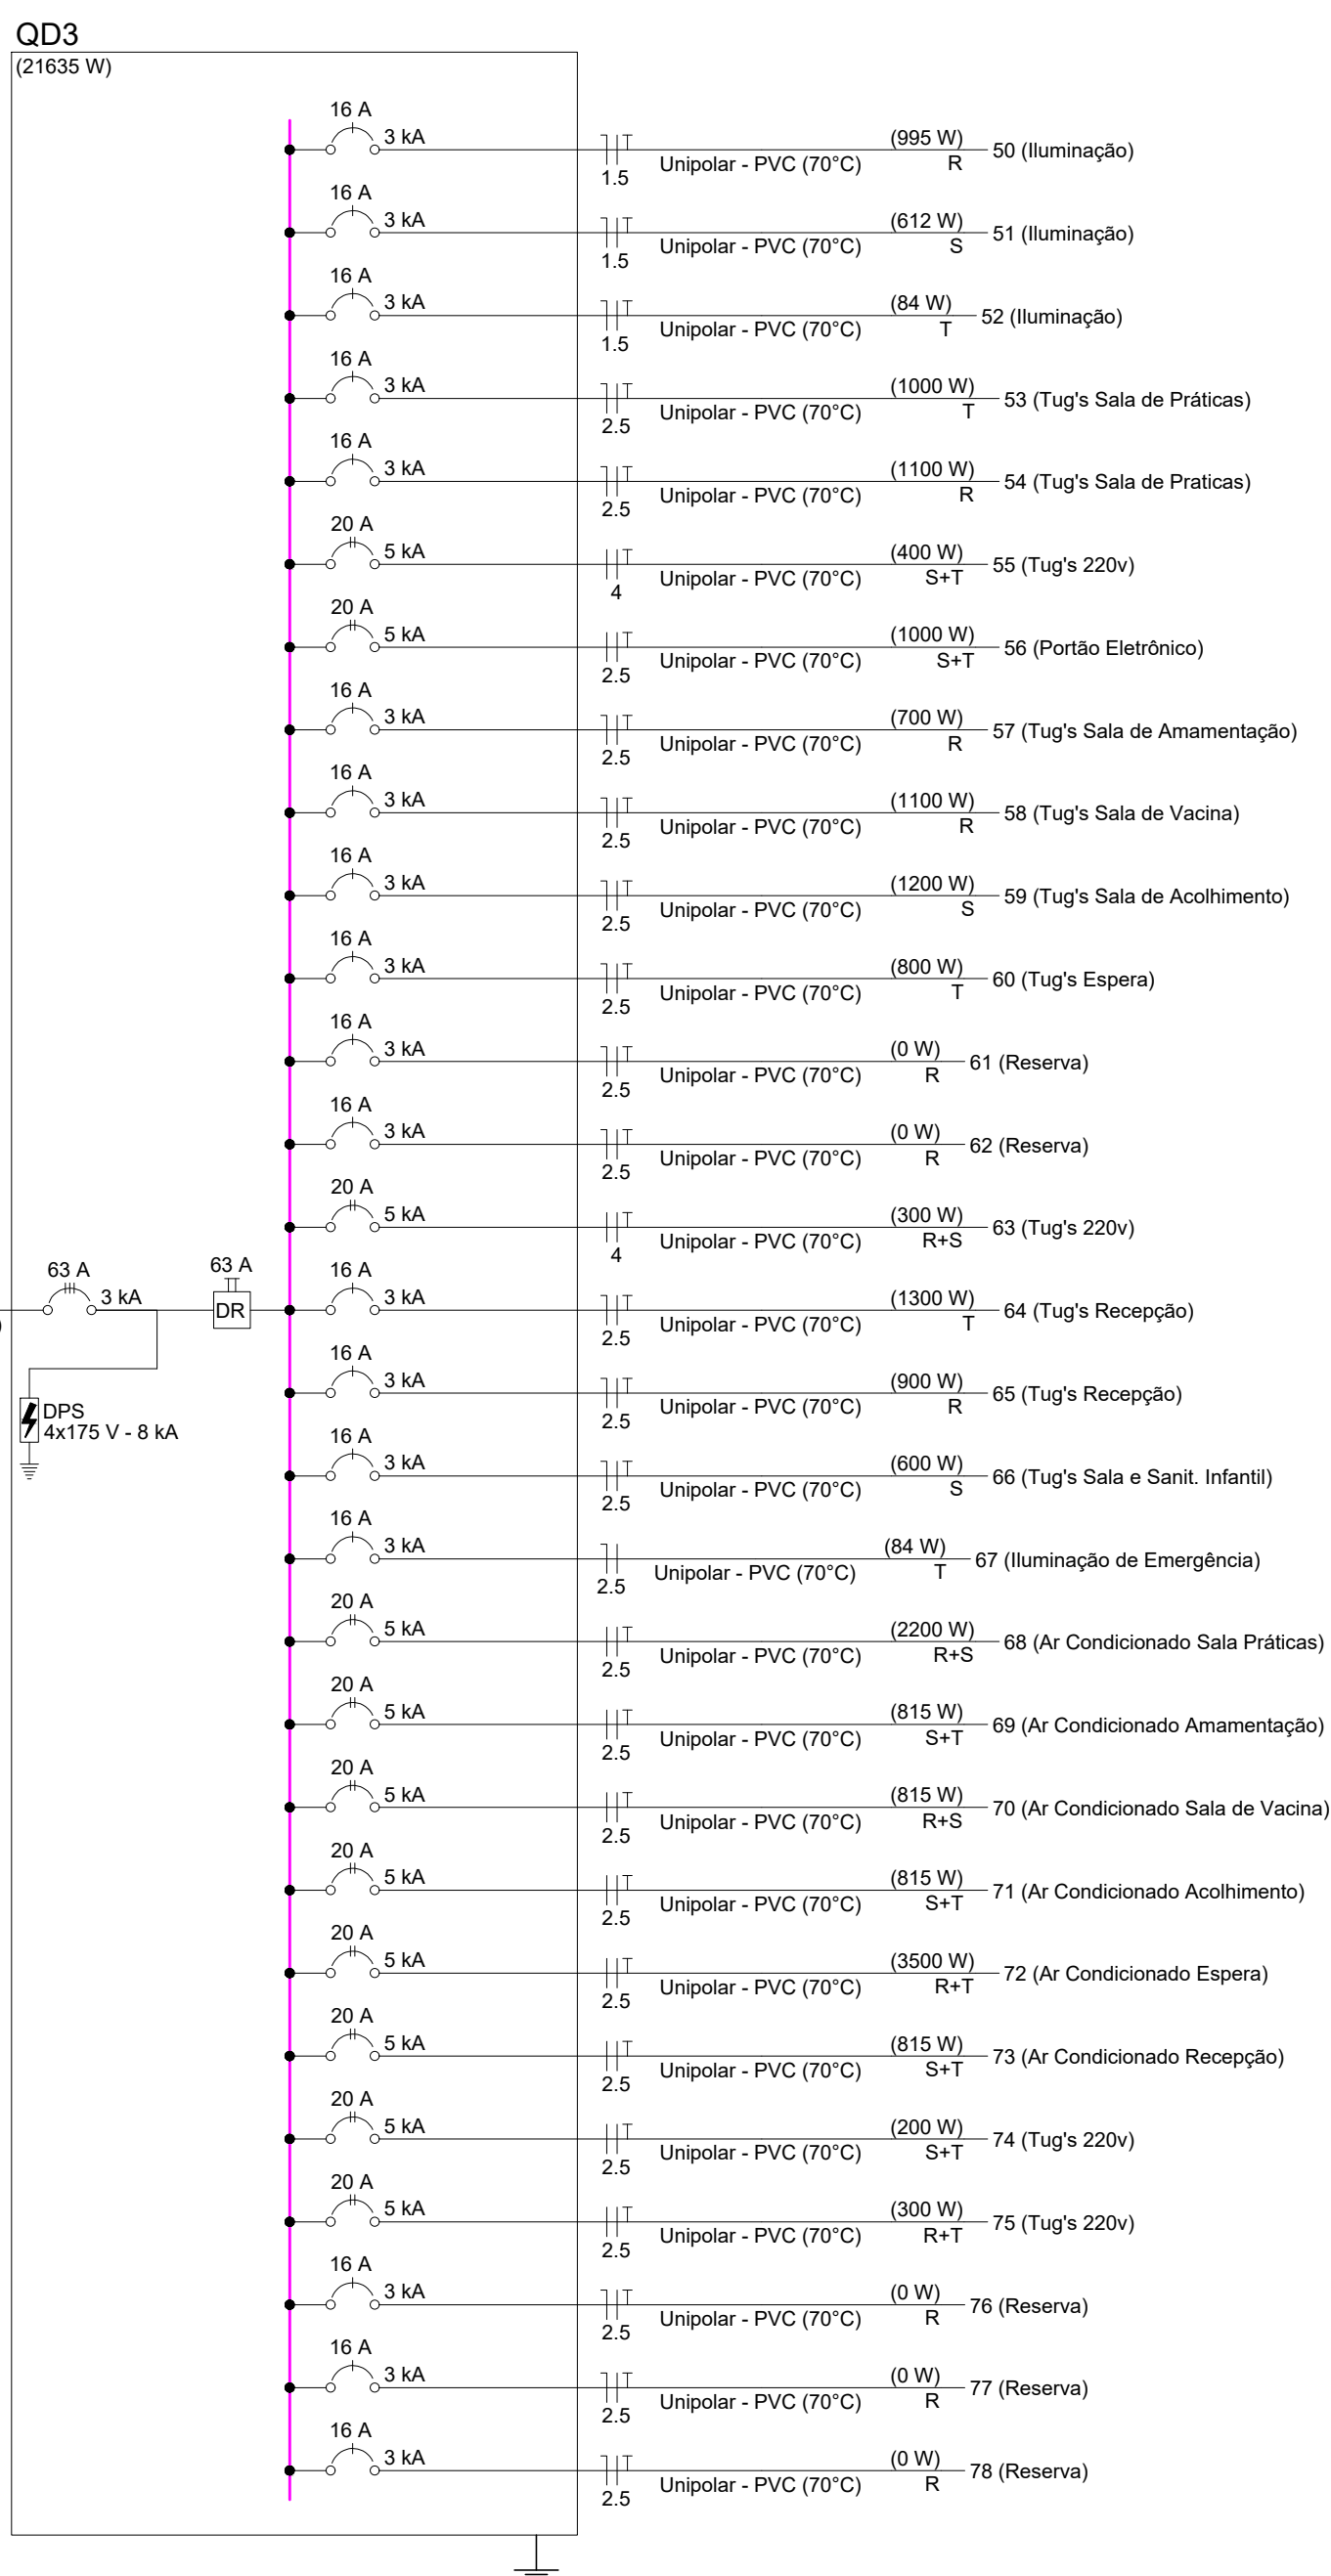 QD3
(21635 W)
16 A
3 kA
1.5
Unipolar - PVC (70°C)
(995 W)
R
50 (Iluminação)
16 A
3 kA
1.5
Unipolar - PVC (70°C)
(612 W)
S
51 (Iluminação)
16 A
3 kA
1.5
Unipolar - PVC (70°C)
(84 W)
T
52 (Iluminação)
16 A
3 kA
2.5
Unipolar - PVC (70°C)
(1000 W)
T
53 (Tug's Sala de Práticas)
16 A
3 kA
2.5
Unipolar - PVC (70°C)
(1100 W)
R
54 (Tug's Sala de Praticas)
20 A
5 kA
4
Unipolar - PVC (70°C)
(400 W)
S+T
55 (Tug's 220v)
20 A
5 kA
2.5
Unipolar - PVC (70°C)
(1000 W)
S+T
56 (Portão Eletrônico)
16 A
3 kA
2.5
Unipolar - PVC (70°C)
(700 W)
R
57 (Tug's Sala de Amamentação)
16 A
3 kA
2.5
Unipolar - PVC (70°C)
(1100 W)
R
58 (Tug's Sala de Vacina)
16 A
3 kA
2.5
Unipolar - PVC (70°C)
(1200 W)
S
59 (Tug's Sala de Acolhimento)
16 A
3 kA
2.5
Unipolar - PVC (70°C)
(800 W)
T
60 (Tug's Espera)
16 A
3 kA
2.5
Unipolar - PVC (70°C)
(0 W)
R
61 (Reserva)
16 A
3 kA
2.5
Unipolar - PVC (70°C)
(0 W)
R
62 (Reserva)
20 A
5 kA
4
Unipolar - PVC (70°C)
(300 W)
R+S
63 (Tug's 220v)
63 A
3 kA
63 A
DR
DPS
4x175 V - 8 kA
16 A
3 kA
2.5
Unipolar - PVC (70°C)
(1300 W)
T
64 (Tug's Recepção)
16 A
3 kA
2.5
Unipolar - PVC (70°C)
(900 W)
R
65 (Tug's Recepção)
16 A
3 kA
2.5
Unipolar - PVC (70°C)
(600 W)
S
66 (Tug's Sala e Sanit. Infantil)
16 A
3 kA
2.5
Unipolar - PVC (70°C)
(84 W)
T
67 (Iluminação de Emergência)
20 A
5 kA
2.5
Unipolar - PVC (70°C)
(2200 W)
R+S
68 (Ar Condicionado Sala Práticas)
20 A
5 kA
2.5
Unipolar - PVC (70°C)
(815 W)
S+T
69 (Ar Condicionado Amamentação)
20 A
5 kA
2.5
Unipolar - PVC (70°C)
(815 W)
R+S
70 (Ar Condicionado Sala de Vacina)
20 A
5 kA
2.5
Unipolar - PVC (70°C)
(815 W)
S+T
71 (Ar Condicionado Acolhimento)
20 A
5 kA
2.5
Unipolar - PVC (70°C)
(3500 W)
R+T
72 (Ar Condicionado Espera)
20 A
5 kA
2.5
Unipolar - PVC (70°C)
(815 W)
S+T
73 (Ar Condicionado Recepção)
20 A
5 kA
2.5
Unipolar - PVC (70°C)
(200 W)
S+T
74 (Tug's 220v)
20 A
5 kA
2.5
Unipolar - PVC (70°C)
(300 W)
R+T
75 (Tug's 220v)
16 A
3 kA
2.5
Unipolar - PVC (70°C)
(0 W)
R
76 (Reserva)
16 A
3 kA
2.5
Unipolar - PVC (70°C)
(0 W)
R
77 (Reserva)
16 A
3 kA
2.5
Unipolar - PVC (70°C)
(0 W)
R
78 (Reserva)